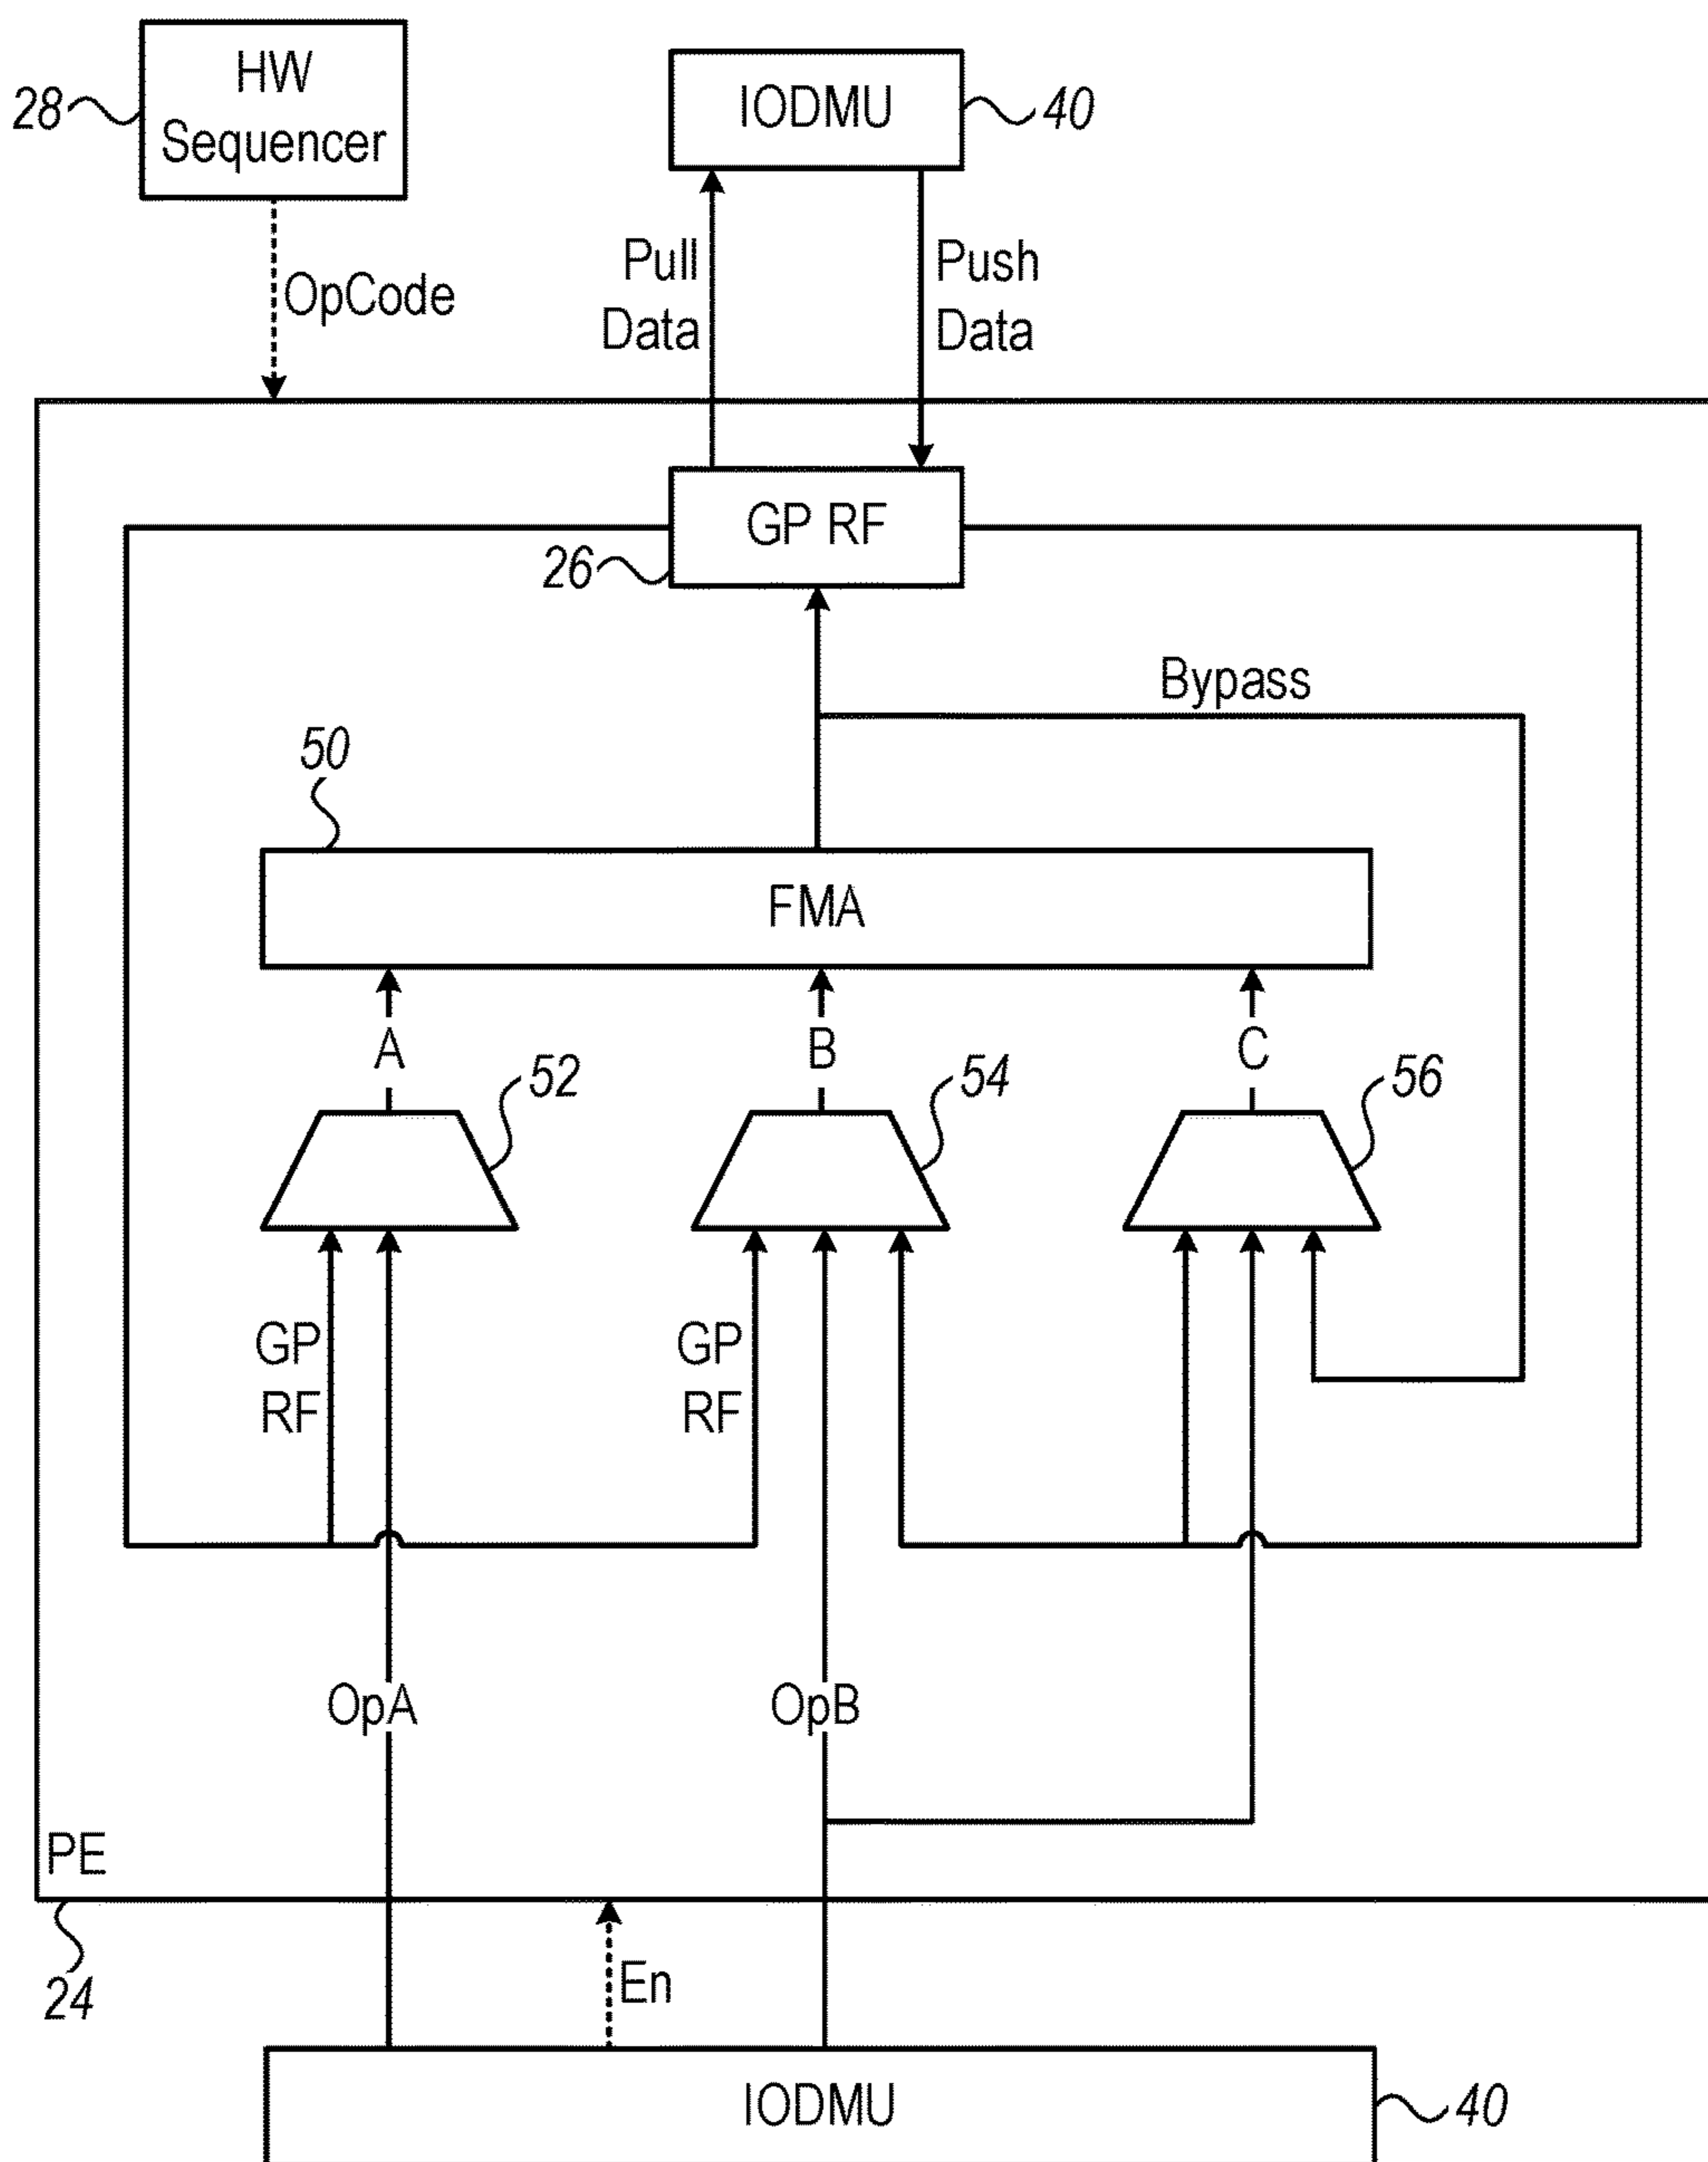 HW
Sequencer
28
IODMU
40
OpCode
Pull
Data
Push
Data
GP RF
26
Bypass
50
FMA
A
B
C
52
54
56
GP
RF
GP
RF
OpA
OpB
PE
24
En
IODMU
40